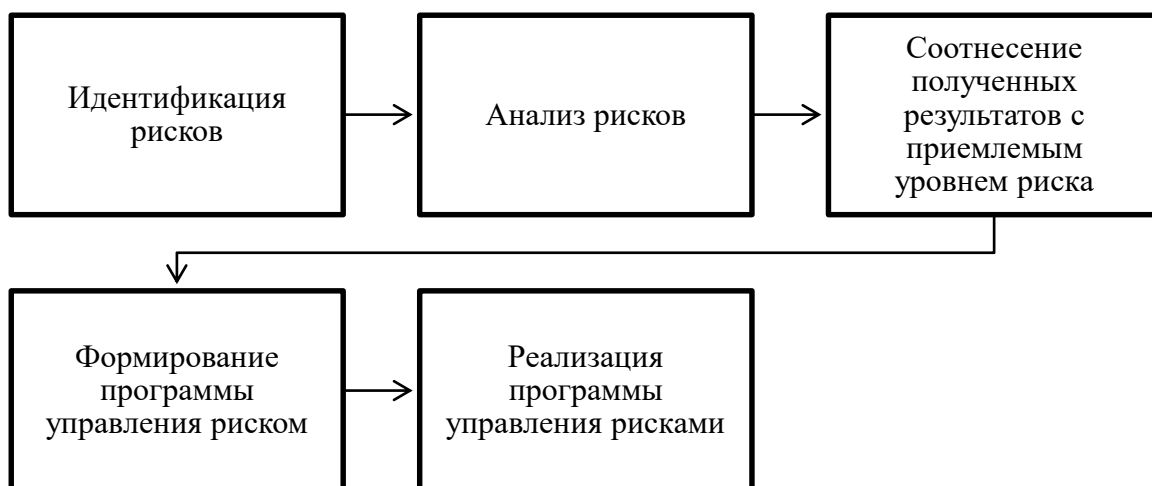 Идентификация
рисков
Анализ рисков
Соотнесение
полученных
результатов с
приемлемым
уровнем риска
Формирование
программы
управления риском
Реализация
программы
управления рисками